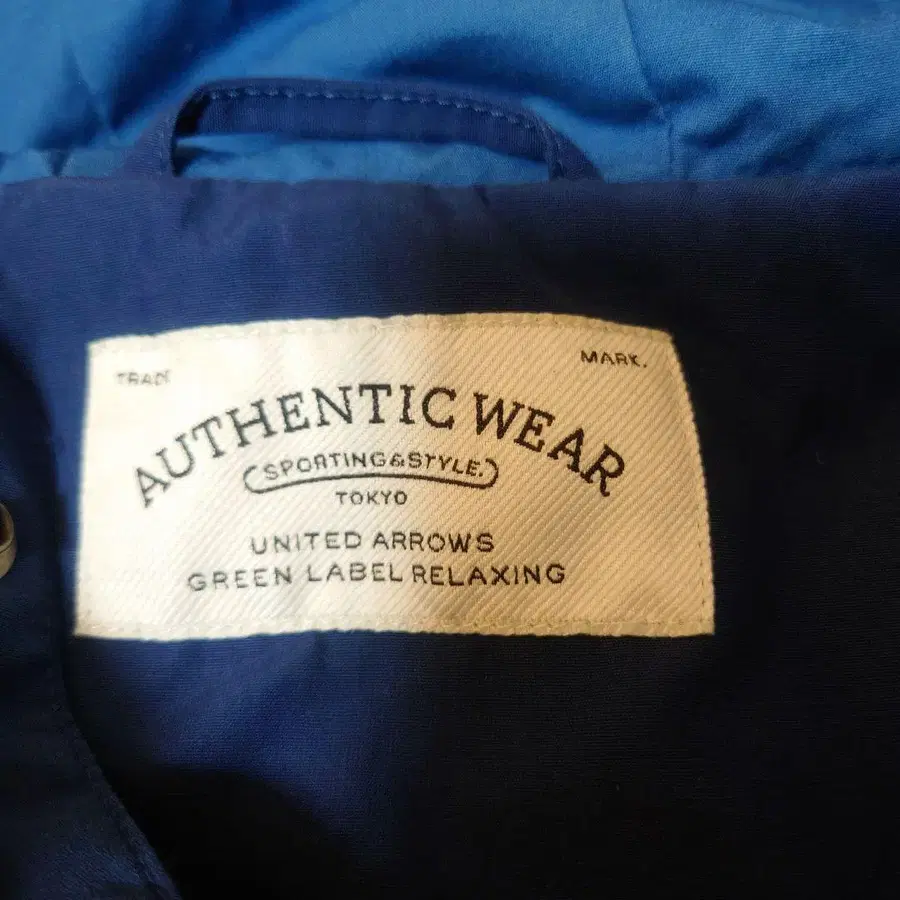 TRADE MARK.
AUTHENTIC WEAR
SPORTING&STYLE.
TOKYO
UNITED ARROWS
GREEN LABEL RELAXING